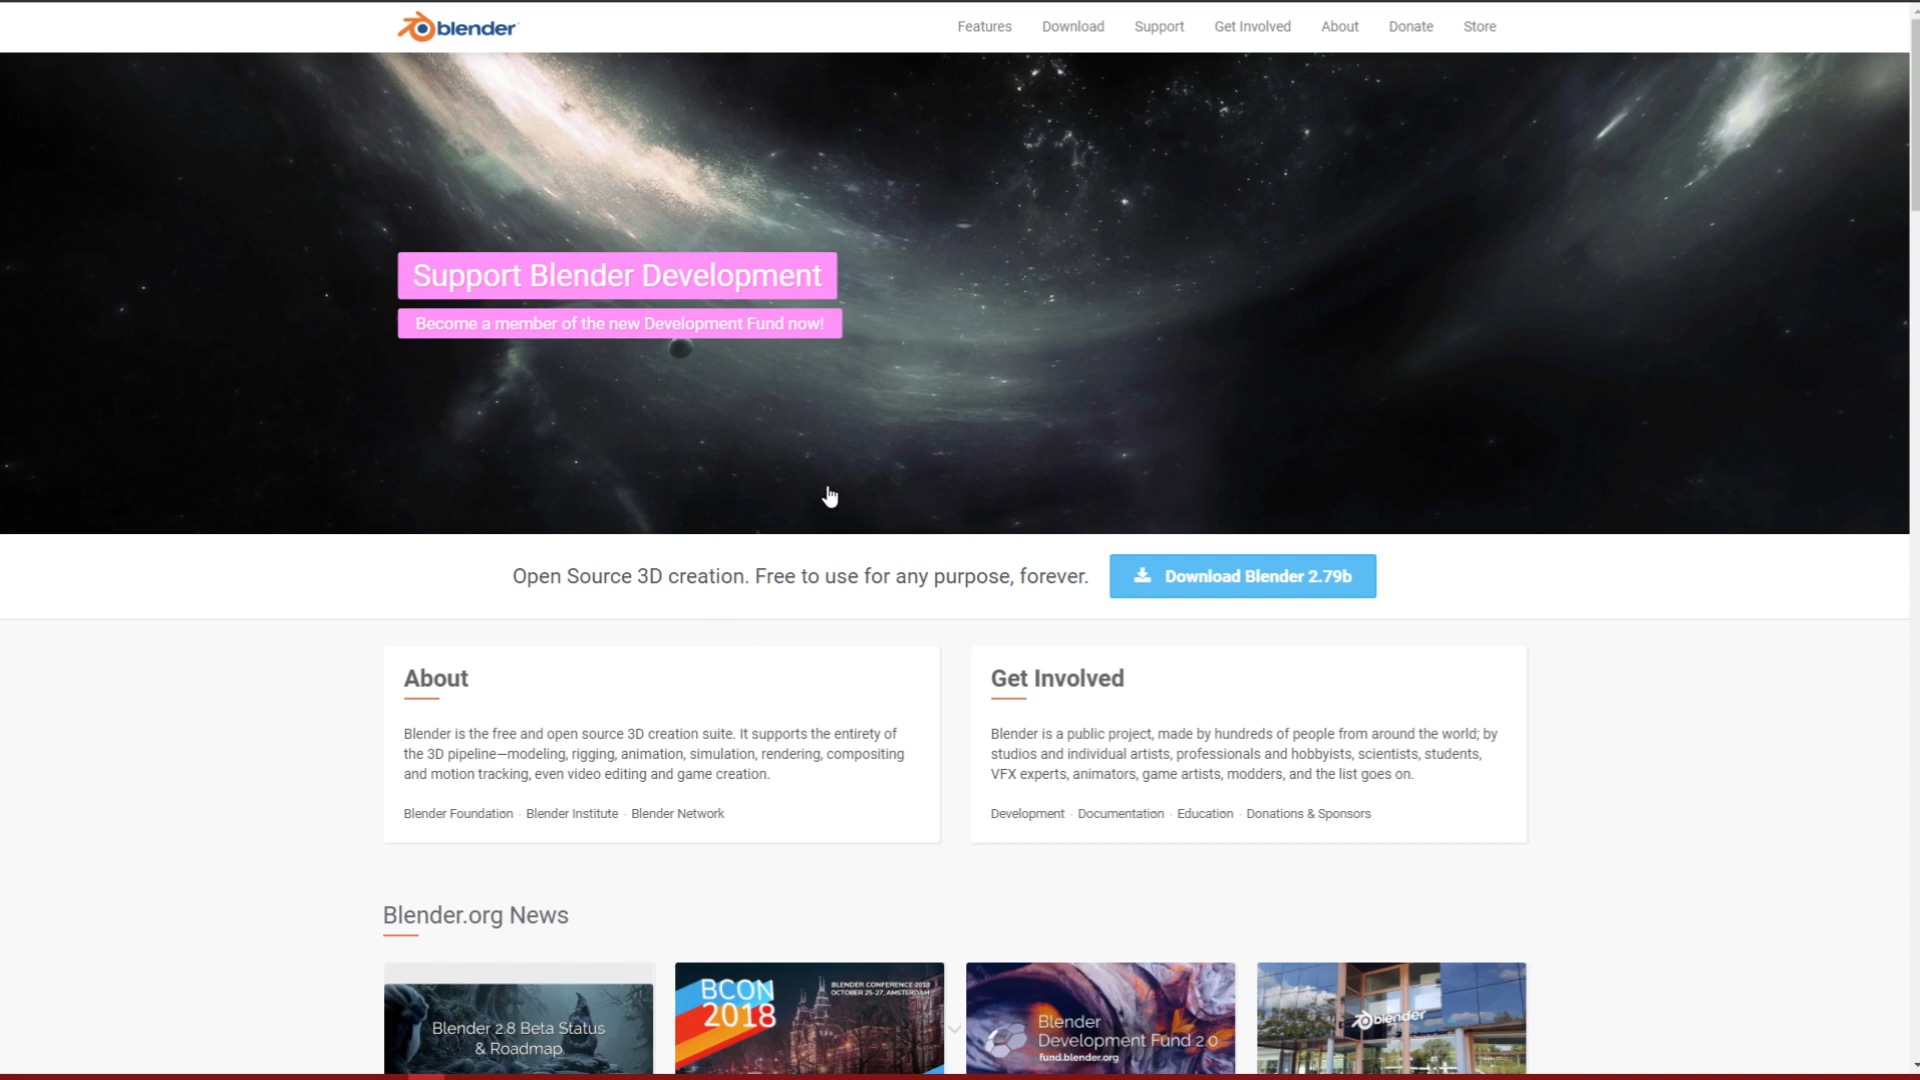 blender
Features
Download
Support
Get Involved
About
Donate
Store
Support Blender Development
Become a member of the new Development Fund now!
Open Source 3D creation. Free to use for any purpose, forever.
Download Blender 2.79b
About
Blender is the free and open source 3D creation suite. It supports the entirety of
the 3D pipeline—modeling, rigging, animation, simulation, rendering, compositing
and motion tracking, even video editing and game creation.
Blender Foundation · Blender Institute · Blender Network
Get Involved
Blender is a public project, made by hundreds of people from around the world; by
studios and individual artists, professionals and hobbyists, scientists, students,
VFX experts, animators, game artists, modders, and the list goes on.
Development · Documentation · Education · Donations & Sponsors
Blender.org News
Blender 2.8 Beta Status
& Roadmap
BCON
2018
BLENDER CONFERENCE 2018
OCTOBER 25-27, AMSTERDAM
Blender
Development Fund 2.0
fund.blender.org
blender